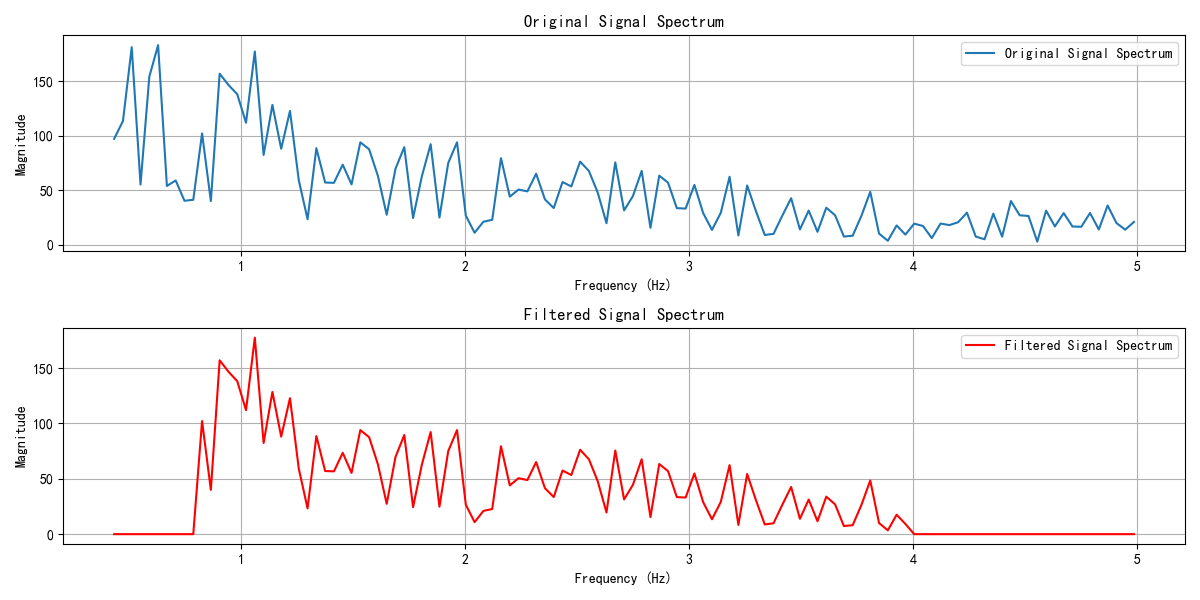 Original Signal Spectrum
Original Signal Spectrum
Magnitude
150
100
50
0
1 2 3 4 5
Frequency (Hz)
Filtered Signal Spectrum
Filtered Signal Spectrum
Magnitude
150
100
50
0
1 2 3 4 5
Frequency (Hz)